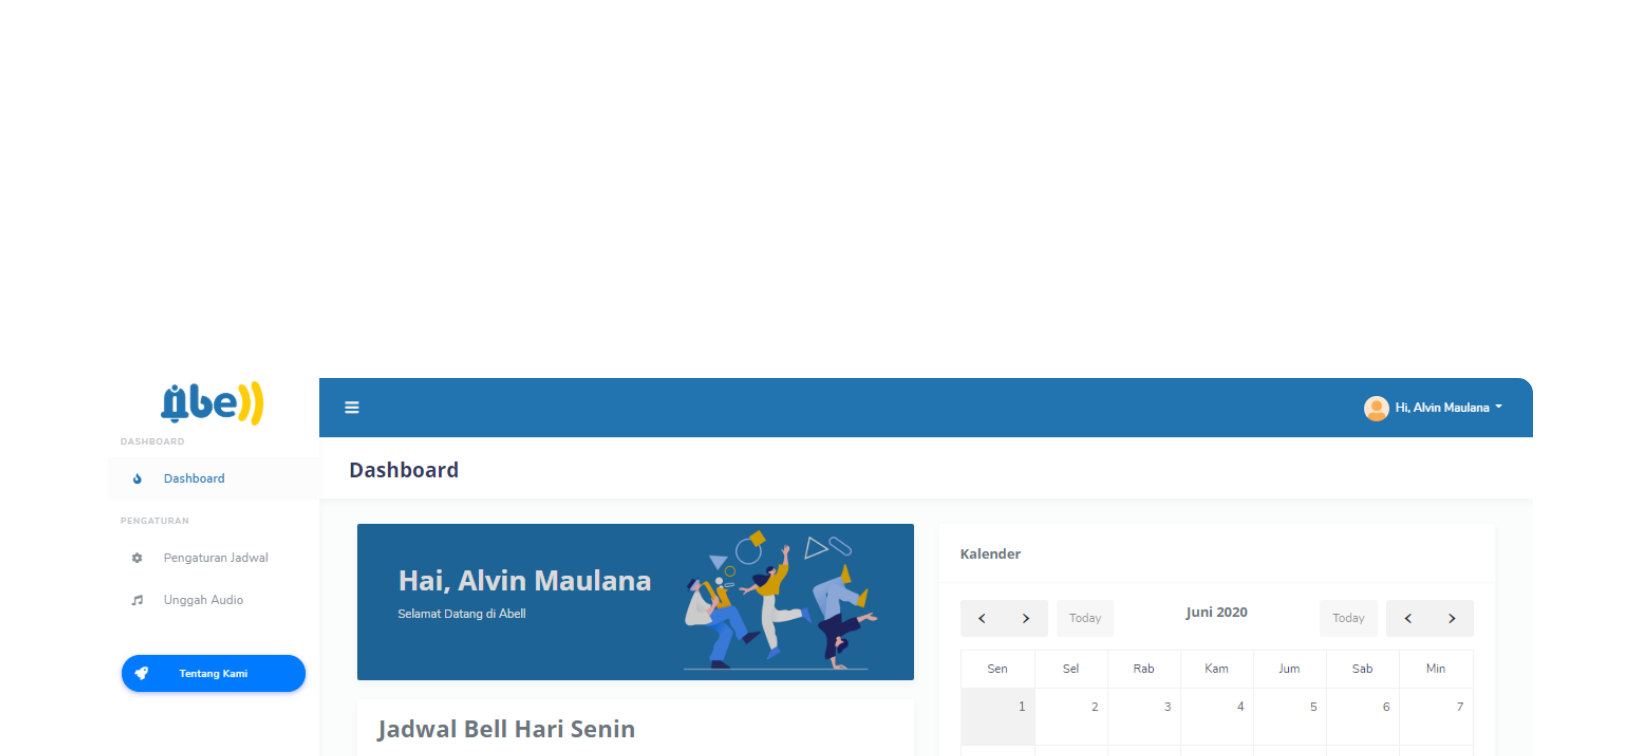 Abell
Hi, Alvin Maulana
DASHBOARD
Dashboard
PENGATURAN
Pengaturan Jadwal
Unggah Audio
Tentang Kami
Dashboard
Hai, Alvin Maulana
Selamat Datang di Abell
Jadwal Bell Hari Senin
Kalender
Today Juni 2020 Today
Sen Sel Rab Kam Jum Sab Min
1 2 3 4 5 6 7